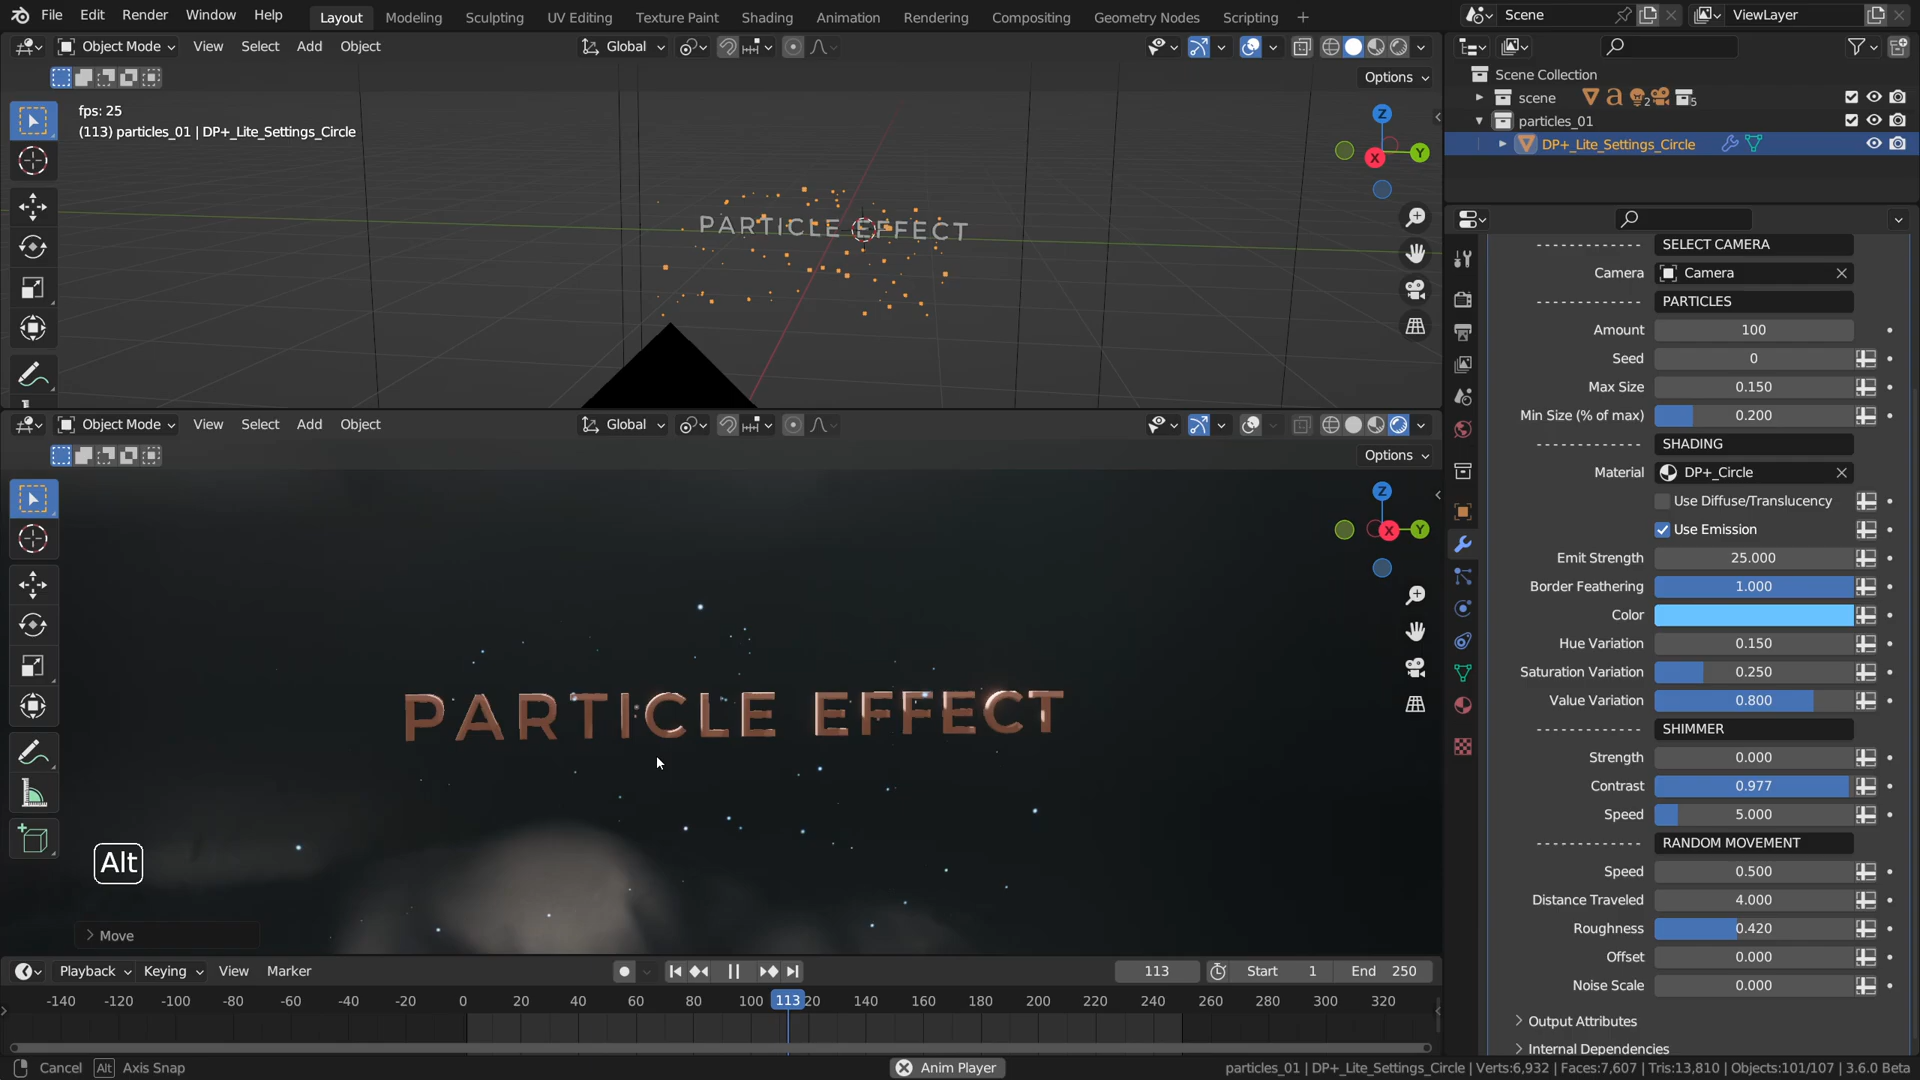 File Edit Render Window Help Layout Modeling Sculpting UV Editing Texture Paint Shading Animation Rendering Compositing Geometry Nodes Scripting + Scene ViewLayer
Object Mode View Select Add Object Global
Options
fps: 25
(113) particles_01 | DP+_Lite_Settings_Circle
Z
Y
X
PARTICLE EFFECT
Scene Collection
scene 2 5
particles_01
DP+_Lite_Settings_Circle
SELECT CAMERA
Camera Camera
PARTICLES
Amount 100
Seed 0
Max Size 0.150
Min Size (% of max) 0.200
SHADING
Material DP+_Circle
Use Diffuse/Translucency
Use Emission
Emit Strength 25.000
Border Feathering 1.000
Color
Hue Variation 0.150
Saturation Variation 0.250
Value Variation 0.800
SHIMMER
Strength 0.000
Contrast 0.977
Speed 5.000
RANDOM MOVEMENT
Speed 0.500
Distance Traveled 4.000
Roughness 0.420
Offset 0.000
Noise Scale 0.000
Output Attributes
Internal Dependencies
Object Mode View Select Add Object Global
Options
Z
Y
X
PARTICLE EFFECT
Alt
Move
Playback Keying View Marker 113 Start 1 End 250
-140 -120 -100 -80 -60 -40 -20 0 20 40 60 80 100 113 120 140 160 180 200 220 240 260 280 300 320
Cancel Alt Axis Snap Anim Player particles_01 | DP+_Lite_Settings_Circle | Verts:6,932 | Faces:7,607 | Tris:13,810 | Objects:101/107 | 3.6.0 Beta